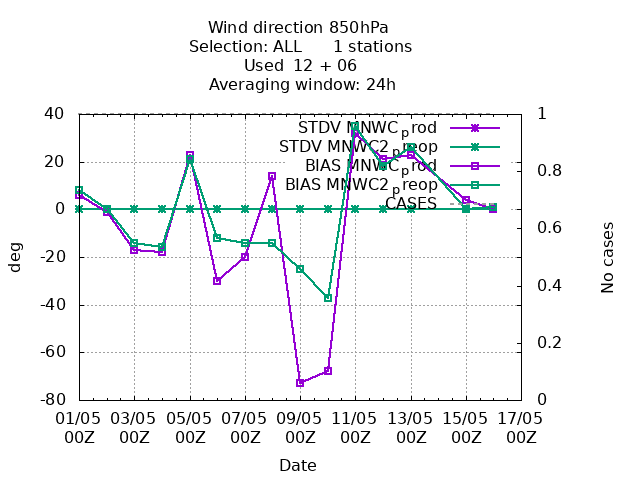 Wind direction 850hPa
Selection: ALL 1 stations
Used 12 + 06
Averaging window: 24h
STDV MNWC_prod
STDV MNWC2_preop
BIAS MNWC_prod
BIAS MNWC2_preop
CASES
40
20
0
-20
-40
-60
-80
deg
1
0.8
0.6
0.4
0.2
0
No cases
01/05 03/05 05/05 07/05 09/05 11/05 13/05 15/05 17/05
00Z 00Z 00Z 00Z 00Z 00Z 00Z 00Z 00Z
Date